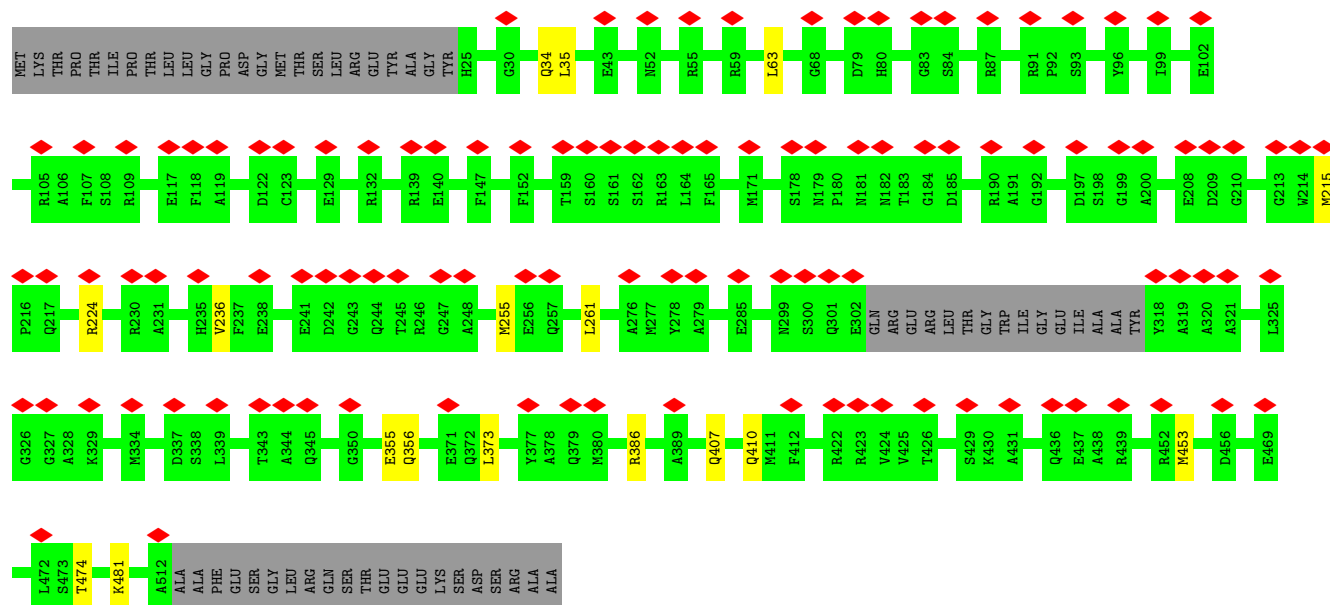 MET LYS THR PRO THR ILE PRO THR LEU LEU GLY PRO ASP GLY MET THR SER LEU ARG GLU TYR ALA GLY TYR H25 G30 Q34 L35 E43 N52 R55 R59 L63 G68 D79 H80 G83 S84 R87 R91 P92 S93 Y96 I99 E102
R105 A106 F107 S108 R109 E117 F118 A119 D122 C123 E129 R132 R139 E140 F147 F152 T159 S160 S161 S162 R163 L164 F165 M171 S178 N179 P180 N181 N182 T183 G184 D185 R190 A191 G192 D197 S198 G199 A200 E208 D209 G210 G213 W214 M215
P216 Q217 R224 R230 A231 H235 V236 F237 E238 E241 D242 G243 Q244 T245 R246 G247 A248 M255 E256 Q257 L261 A276 M277 Y278 A279 E285 N299 S300 Q301 E302 GLN ARG GLU ARG LEU THR GLY TRP ILE GLY GLU ILE ALA ALA TYR Y318 A319 A320 A321 L325
G326 G327 A328 K329 M334 D337 S338 L339 T343 A344 Q345 G350 E355 Q356 E371 Q372 L373 Y377 A378 Q379 M380 R386 A389 Q407 Q410 M411 F412 R422 R423 V424 V425 T426 S429 K430 A431 Q436 E437 A438 R439 R452 M453 D456 E469
L472 S473 T474 K481 A512 ALA ALA PHE GLU SER GLY LEU ARG GLN SER THR GLU GLU GLU LYS SER ASP SER ARG ALA ALA